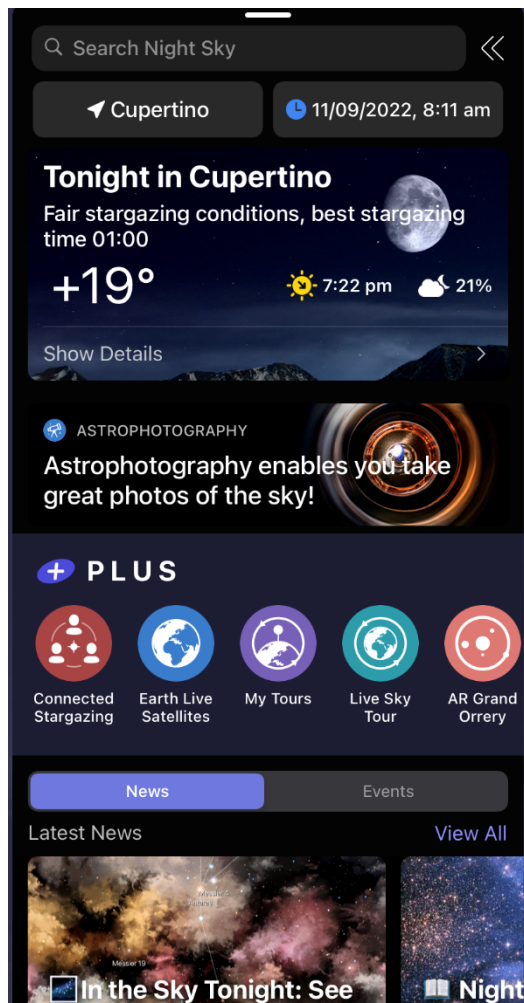 Search Night Sky
Cupertino
11/09/2022, 8:11 am
Tonight in Cupertino
Fair stargazing conditions, best stargazing
time 01:00
+19°
7:22 pm
21%
Show Details
ASTROPHOTOGRAPHY
Astrophotography enables you take
great photos of the sky!
PLUS
Connected
Stargazing
Earth Live
Satellites
My Tours
Live Sky
Tour
AR Grand
Orrery
News
Events
Latest News
View All
Messier 19
In the Sky Tonight: See
Night